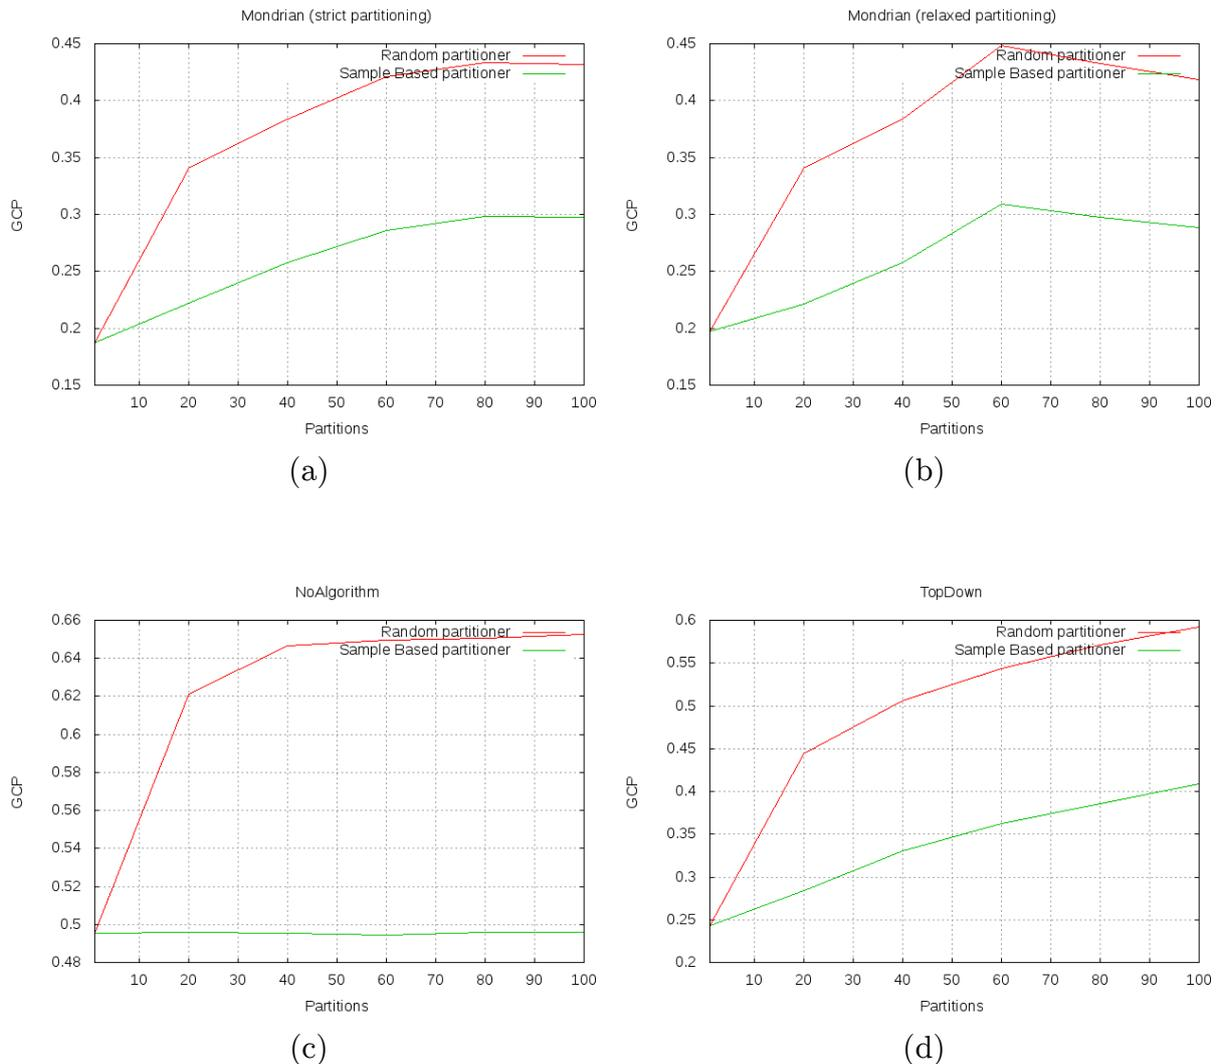 Mondrian (strict partitioning)
0.45
0.4
0.35
0.3
0.25
0.2
0.15
GCP
Random partitioner
Sample Based partitioner
10 20 30 40 50 60 70 80 90 100
Partitions
(a)
Mondrian (relaxed partitioning)
0.45
0.4
0.35
0.3
0.25
0.2
0.15
GCP
Random partitioner
Sample Based partitioner
10 20 30 40 50 60 70 80 90 100
Partitions
(b)
NoAlgorithm
0.66
0.64
0.62
0.6
0.58
0.56
0.54
0.52
0.5
0.48
GCP
Random partitioner
Sample Based partitioner
10 20 30 40 50 60 70 80 90 100
Partitions
(c)
TopDown
0.6
0.55
0.5
0.45
0.4
0.35
0.3
0.25
0.2
GCP
Random partitioner
Sample Based partitioner
10 20 30 40 50 60 70 80 90 100
Partitions
(d)